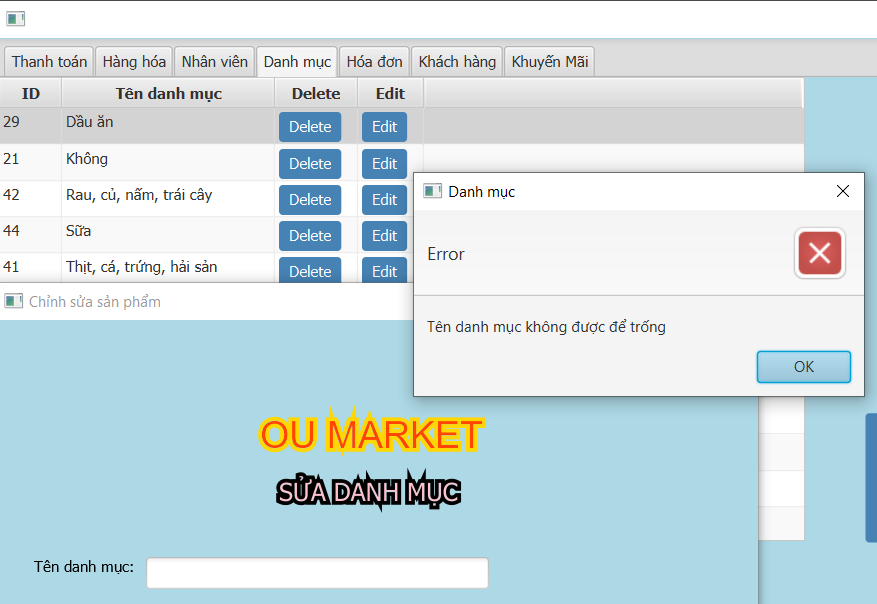 Thanh toán Hàng hóa Nhân viên Danh mục Hóa đơn Khách hàng Khuyến Mãi
ID Tên danh mục Delete Edit
29 Dầu ăn Delete Edit
21 Không Delete Edit
42 Rau, củ, nấm, trái cây Delete Edit
44 Sữa Delete Edit
41 Thịt, cá, trứng, hải sản Delete Edit
Danh mục
Error
Tên danh mục không được để trống
OK
Chỉnh sửa sản phẩm
OU MARKET
SỬA DANH MỤC
Tên danh mục: